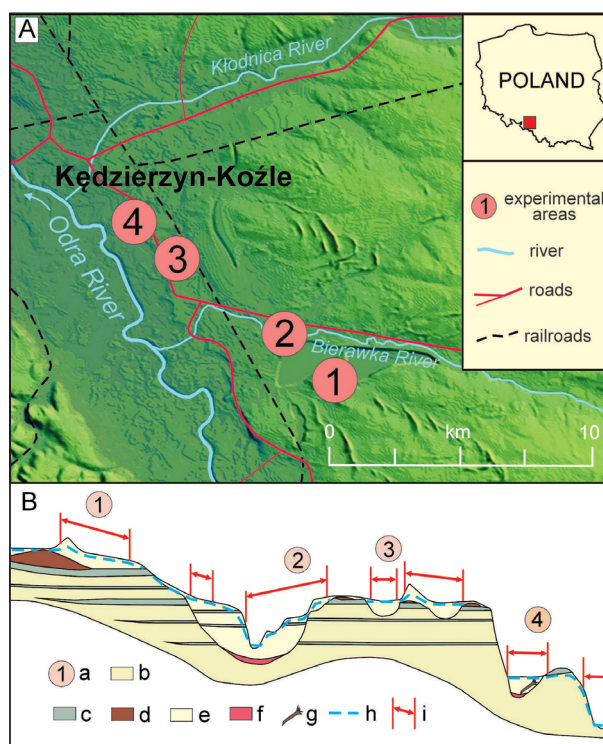 A
Kłodnica River
POLAND
Kędzierzyn-Koźle
1 experimental
areas
4
Odra River
3
river
roads
2
Bierawka River
railroads
1
0 km 10
B
1
2
3
4
1 a b
c d e f g h i